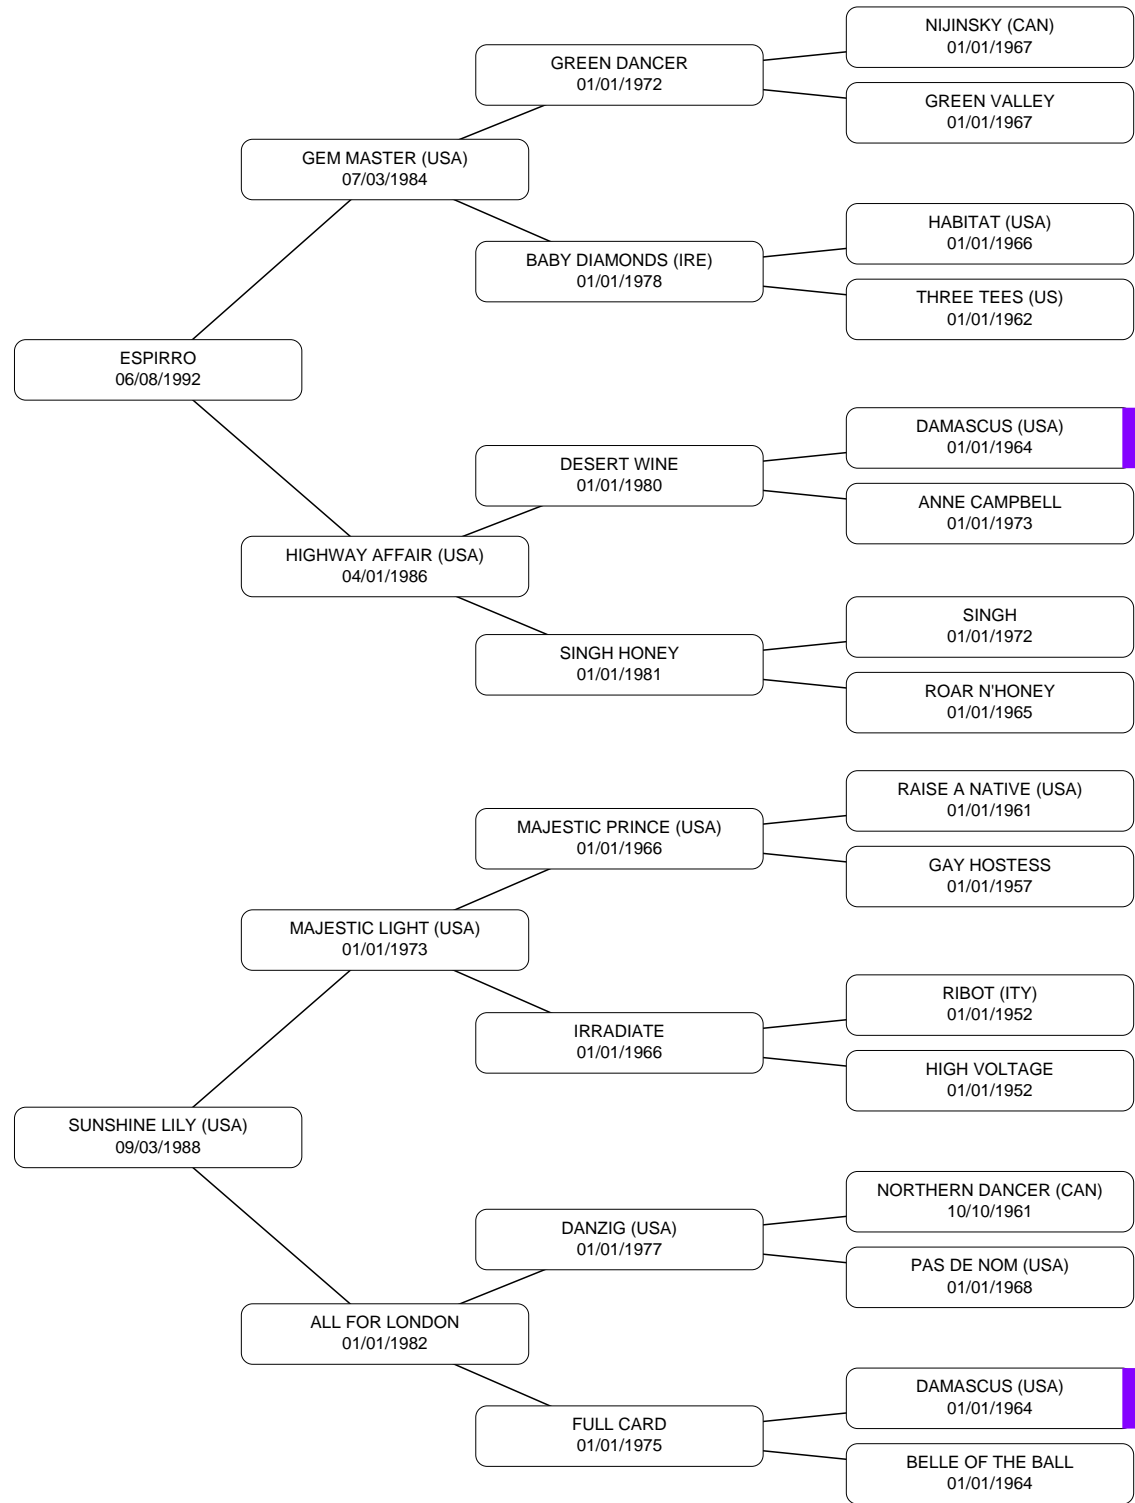 NIJINSKY (CAN)
01/01/1967
GREEN DANCER
01/01/1972
GREEN VALLEY
01/01/1967
GEM MASTER (USA)
07/03/1984
HABITAT (USA)
01/01/1966
BABY DIAMONDS (IRE)
01/01/1978
THREE TEES (US)
01/01/1962
ESPIRRO
06/08/1992
DAMASCUS (USA)
01/01/1964
DESERT WINE
01/01/1980
ANNE CAMPBELL
01/01/1973
HIGHWAY AFFAIR (USA)
04/01/1986
SINGH
01/01/1972
SINGH HONEY
01/01/1981
ROAR N'HONEY
01/01/1965
RAISE A NATIVE (USA)
01/01/1961
MAJESTIC PRINCE (USA)
01/01/1966
GAY HOSTESS
01/01/1957
MAJESTIC LIGHT (USA)
01/01/1973
RIBOT (ITY)
01/01/1952
IRRADIATE
01/01/1966
HIGH VOLTAGE
01/01/1952
SUNSHINE LILY (USA)
09/03/1988
NORTHERN DANCER (CAN)
10/10/1961
DANZIG (USA)
01/01/1977
PAS DE NOM (USA)
01/01/1968
ALL FOR LONDON
01/01/1982
DAMASCUS (USA)
01/01/1964
FULL CARD
01/01/1975
BELLE OF THE BALL
01/01/1964